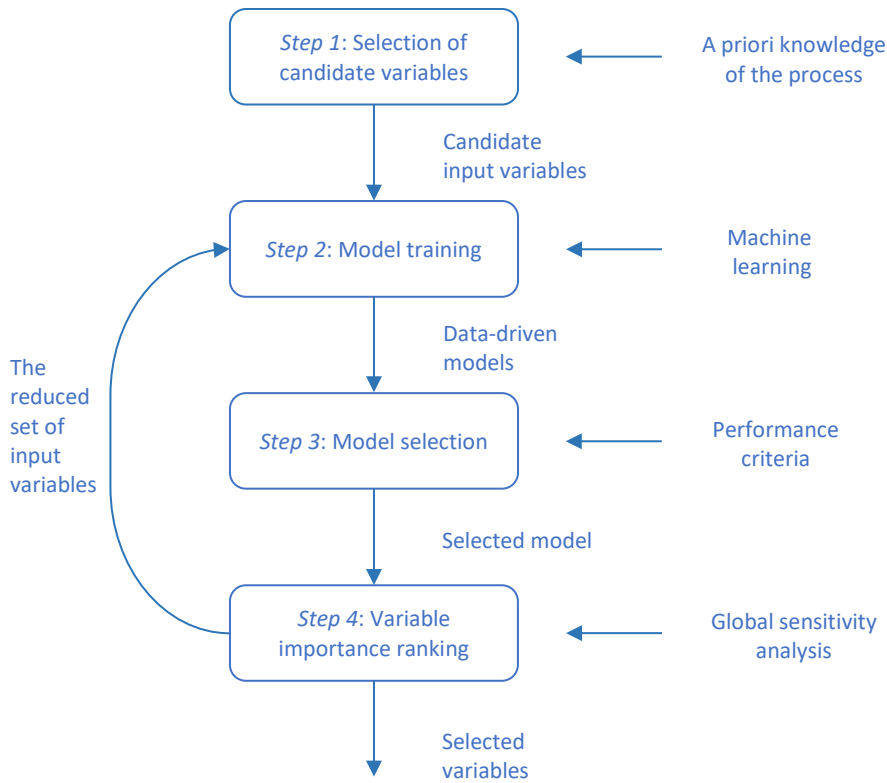 Step 1: Selection of
candidate variables
A priori knowledge
of the process
Candidate
input variables
Step 2: Model training
Machine
learning
Data-driven
models
The
reduced
set of
input
variables
Step 3: Model selection
Performance
criteria
Selected model
Step 4: Variable
importance ranking
Global sensitivity
analysis
Selected
variables